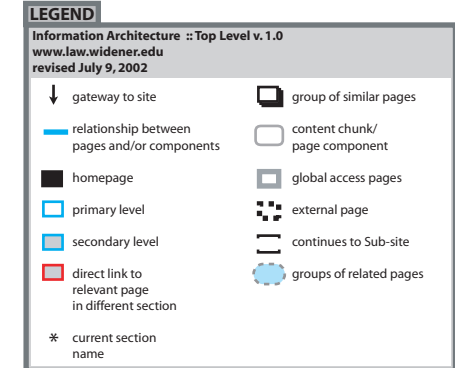 LEGEND
Information Architecture :: Top Level v. 1.0
www.law.widener.edu
revised July 9, 2002
gateway to site
relationship between
pages and/or components
homepage
primary level
secondary level
direct link to
relevant page
in different section
* current section
name
group of similar pages
content chunk/
page component
global access pages
external page
continues to Sub-site
groups of related pages